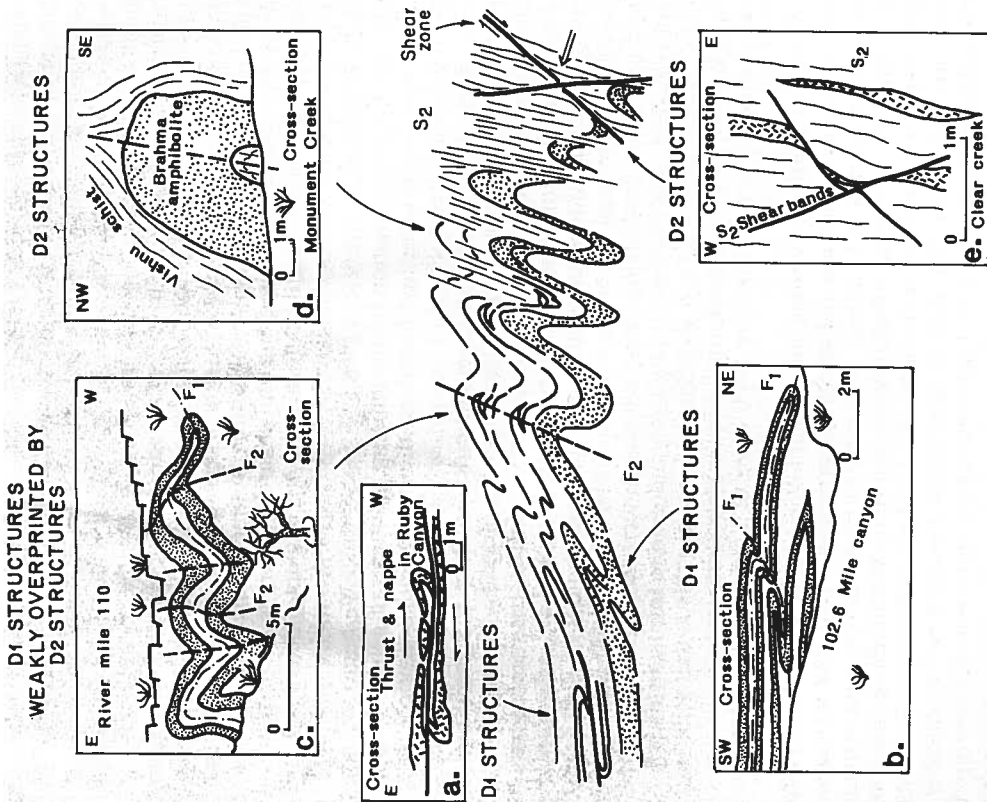 D1 STRUCTURES
WEAKLY OVERPRINTED BY
D2 STRUCTURES
E River mile 110 W
F1
F2
F2
Cross-
section
0 5m
c.
D2 STRUCTURES
NW SE
Vishnu schist
Brahma
amphibolite
0 1m
Cross-section
Monument Creek
d.
Cross-section
E Thrust & nappe W
in Ruby
Canyon
0 1m
a.
D1 STRUCTURES
F2
S2
Shear
zone
D1 STRUCTURES
SW Cross-section NE
F1
F1
102.6 Mile canyon
0 2m
b.
D2 STRUCTURES
W Cross-section E
S2 Shear bands
S2
0 1m
e. Clear creek